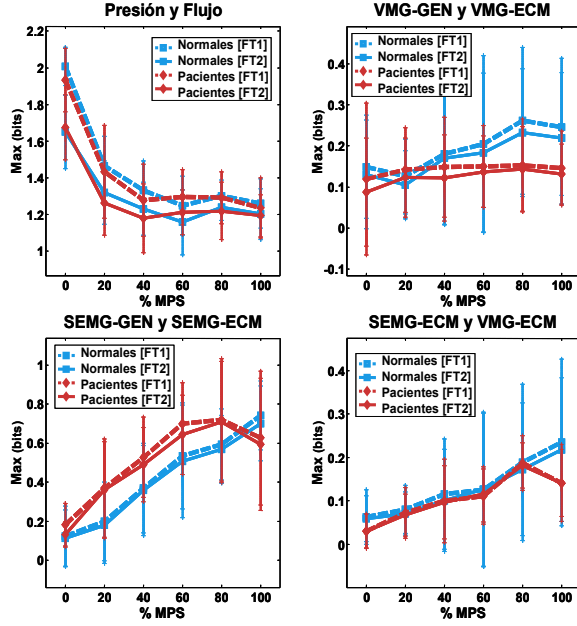 Presión y Flujo
Max (bits)
2.2
2
1.8
1.6
1.4
1.2
1
Normales [FT1]
Normales [FT2]
Pacientes [FT1]
Pacientes [FT2]
0 20 40 60 80 100
% MPS
VMG-GEN y VMG-ECM
Max (bits)
0.4
0.3
0.2
0.1
0
-0.1
Normales [FT1]
Normales [FT2]
Pacientes [FT1]
Pacientes [FT2]
0 20 40 60 80 100
% MPS
SEMG-GEN y SEMG-ECM
Max (bits)
1
0.8
0.6
0.4
0.2
0
Normales [FT1]
Normales [FT2]
Pacientes [FT1]
Pacientes [FT2]
0 20 40 60 80 100
% MPS
SEMG-ECM y VMG-ECM
Max (bits)
0.4
0.3
0.2
0.1
0
Normales [FT1]
Normales [FT2]
Pacientes [FT1]
Pacientes [FT2]
0 20 40 60 80 100
% MPS